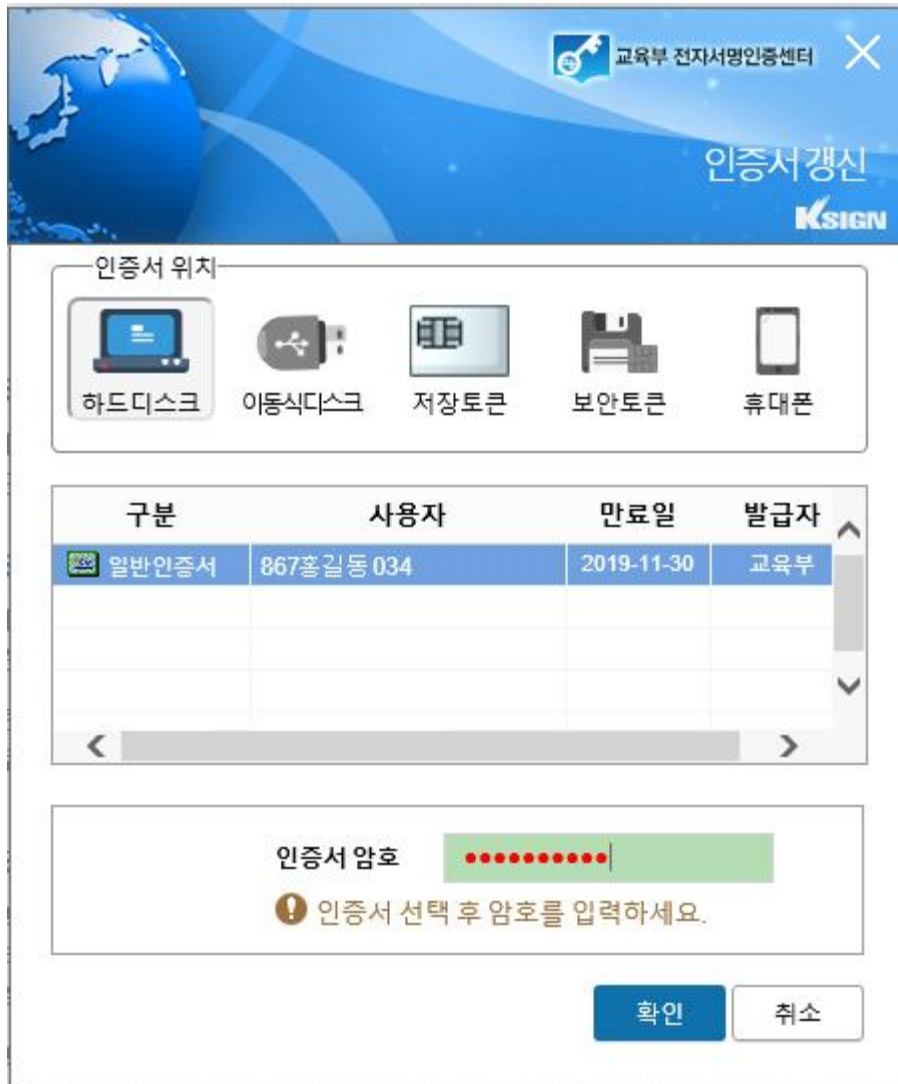 교육부 전자서명인증센터
인증서갱신
KSIGN
인증서 위치
하드디스크 이동식디스크 저장토큰 보안토큰 휴대폰
구분 사용자 만료일 발급자
일반인증서 867홍길동 034 2019-11-30 교육부
인증서 암호 ●●●●●●●●●●
인증서 선택 후 암호를 입력하세요.
확인 취소